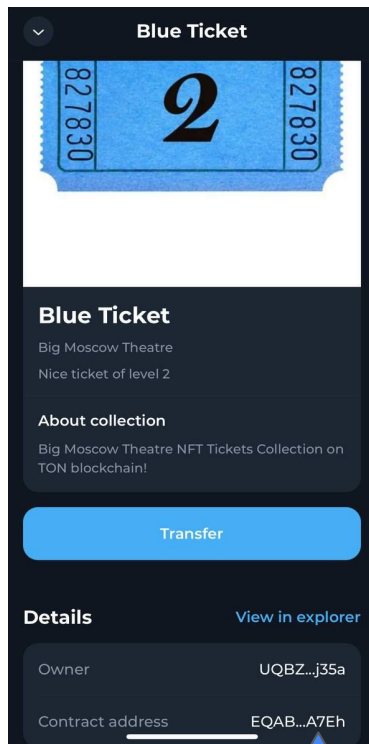 Blue Ticket
827830
2
827830
Blue Ticket
Big Moscow Theatre
Nice ticket of level 2
About collection
Big Moscow Theatre NFT Tickets Collection on
TON blockchain!
Transfer
Details
View in explorer
Owner
UQBZ...j35a
Contract address
EQAB...A7Eh